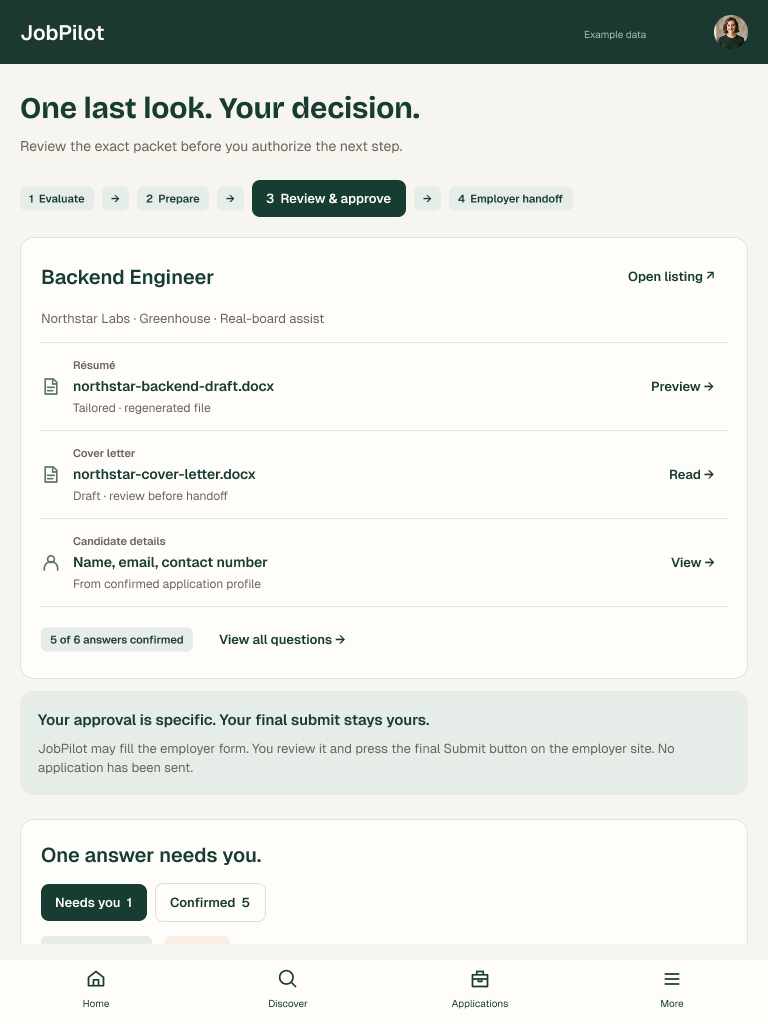 JobPilot
Example data
One last look. Your decision.
Review the exact packet before you authorize the next step.
1 Evaluate → 2 Prepare → 3 Review & approve → 4 Employer handoff
Backend Engineer
Open listing ↗
Northstar Labs · Greenhouse · Real-board assist
Résumé
northstar-backend-draft.docx
Preview →
Tailored · regenerated file
Cover letter
northstar-cover-letter.docx
Read →
Draft · review before handoff
Candidate details
Name, email, contact number
View →
From confirmed application profile
5 of 6 answers confirmed
View all questions →
Your approval is specific. Your final submit stays yours.
JobPilot may fill the employer form. You review it and press the final Submit button on the employer site. No
application has been sent.
One answer needs you.
Needs you 1
Confirmed 5
Home
Discover
Applications
More